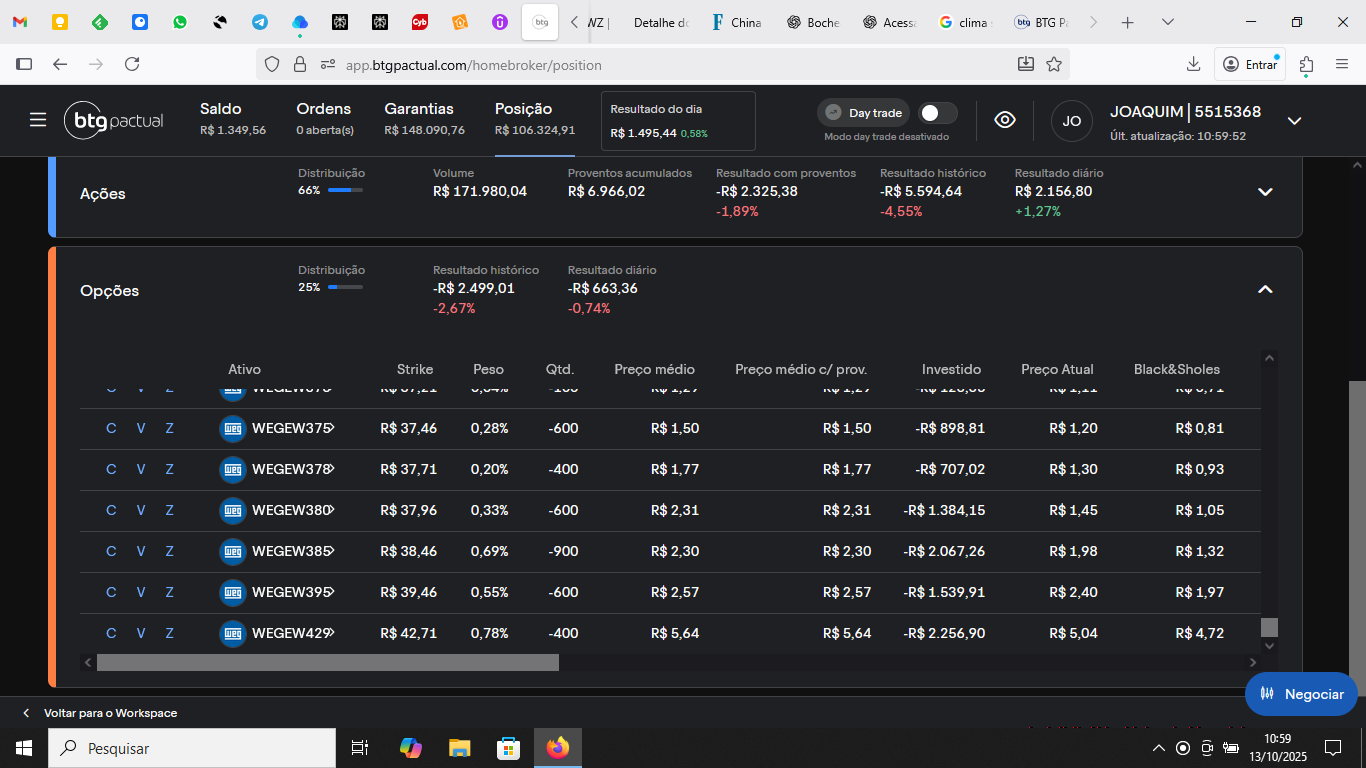 WZ |
Detalhe do
China
Boche
Acess
clima
BTG Pa
app.btgpactual.com/homebroker/position
Entrar
btg pactual
Saldo
R$ 1.349,56
Ordens
0 aberta(s)
Garantias
R$ 148.090,76
Posição
R$ 106.324,91
Resultado do dia
R$ 1.495,44 0,58%
Day trade
Modo day trade desativado
JO
JOAQUIM | 5515368
Últ. atualização: 10:59:52
Ações
Distribuição
66%
Volume
R$ 171.980,04
Proventos acumulados
R$ 6.966,02
Resultado com proventos
-R$ 2.325,38
-1,89%
Resultado histórico
-R$ 5.594,64
-4,55%
Resultado diário
R$ 2.156,80
+1,27%
Opções
Distribuição
25%
Resultado histórico
-R$ 2.499,01
-2,67%
Resultado diário
-R$ 663,36
-0,74%
Ativo Strike Peso Qtd. Preço médio Preço médio c/ prov. Investido Preço Atual Black&Sholes
C V Z weg WEGEW375 R$ 37,46 0,28% -600 R$ 1,50 R$ 1,50 -R$ 898,81 R$ 1,20 R$ 0,81
C V Z weg WEGEW378 R$ 37,71 0,20% -400 R$ 1,77 R$ 1,77 -R$ 707,02 R$ 1,30 R$ 0,93
C V Z weg WEGEW380 R$ 37,96 0,33% -600 R$ 2,31 R$ 2,31 -R$ 1.384,15 R$ 1,45 R$ 1,05
C V Z weg WEGEW385 R$ 38,46 0,69% -900 R$ 2,30 R$ 2,30 -R$ 2.067,26 R$ 1,98 R$ 1,32
C V Z weg WEGEW395 R$ 39,46 0,55% -600 R$ 2,57 R$ 2,57 -R$ 1.539,91 R$ 2,40 R$ 1,97
C V Z weg WEGEW429 R$ 42,71 0,78% -400 R$ 5,64 R$ 5,64 -R$ 2.256,90 R$ 5,04 R$ 4,72
Negociar
Voltar para o Workspace
Pesquisar
10:59
13/10/2025